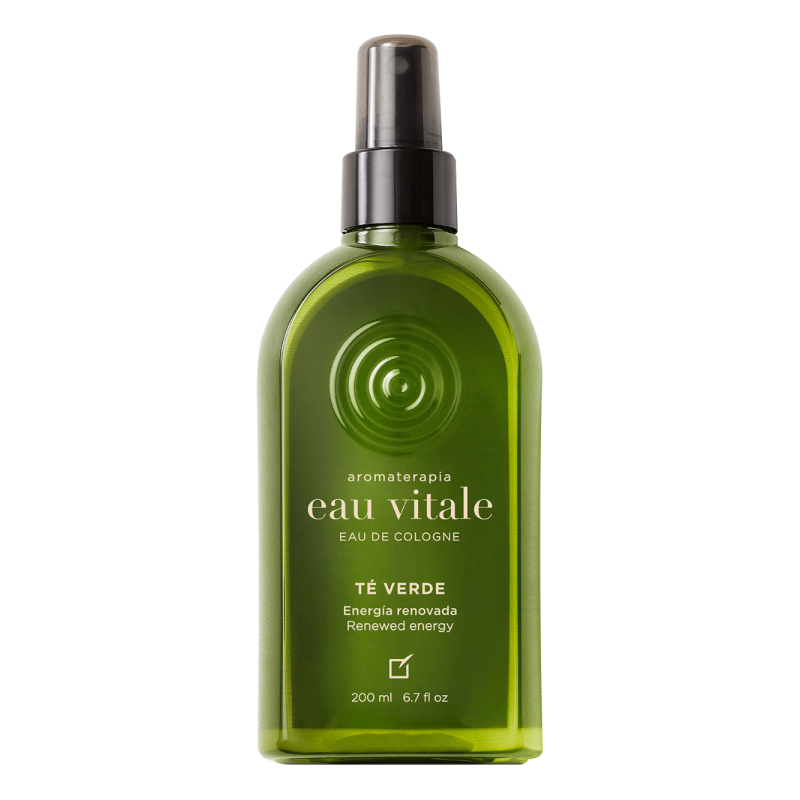 aromaterapia
eau vitale
EAU DE COLOGNE
TÉ VERDE
Energía renovada
Renewed energy
200 ml 6.7 fl oz